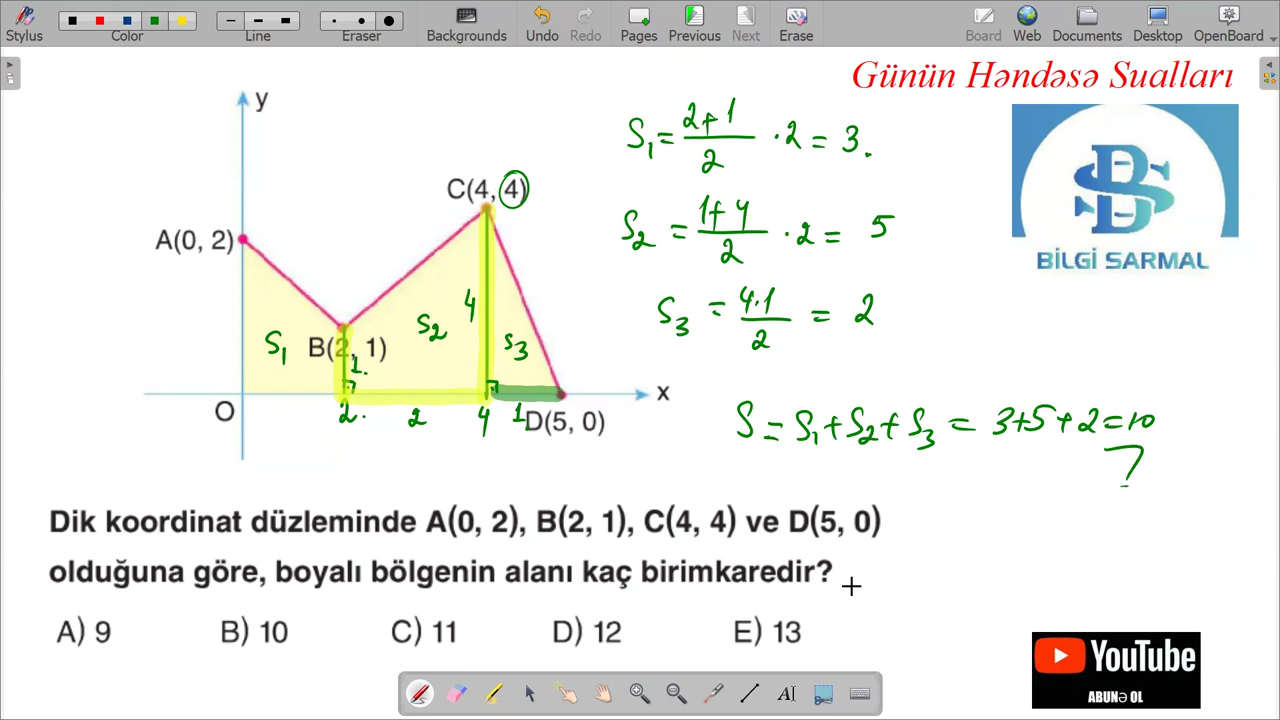 Stylus Color Line Eraser Backgrounds Undo Redo Pages Previous Next Erase Board Web Documents Desktop OpenBoard
Günün Həndəsə Sualları
y
C(4, 4)
A(0, 2)
B(2, 1)
S₁ S₂ S₃
4
1.
O
x
2. 2 4 1
D(5, 0)
S₁ = (2+1)/2 · 2 = 3.
S₂ = (1+4)/2 · 2 = 5
S₃ = (4·1)/2 = 2
S = S₁+S₂+S₃ = 3+5+2=10
BS
BİLGİ SARMAL
Dik koordinat düzleminde A(0, 2), B(2, 1), C(4, 4) ve D(5, 0)
olduğuna göre, boyalı bölgenin alanı kaç birimkaredir?
A) 9 B) 10 C) 11 D) 12 E) 13
YouTube
ABUNƏ OL
AI